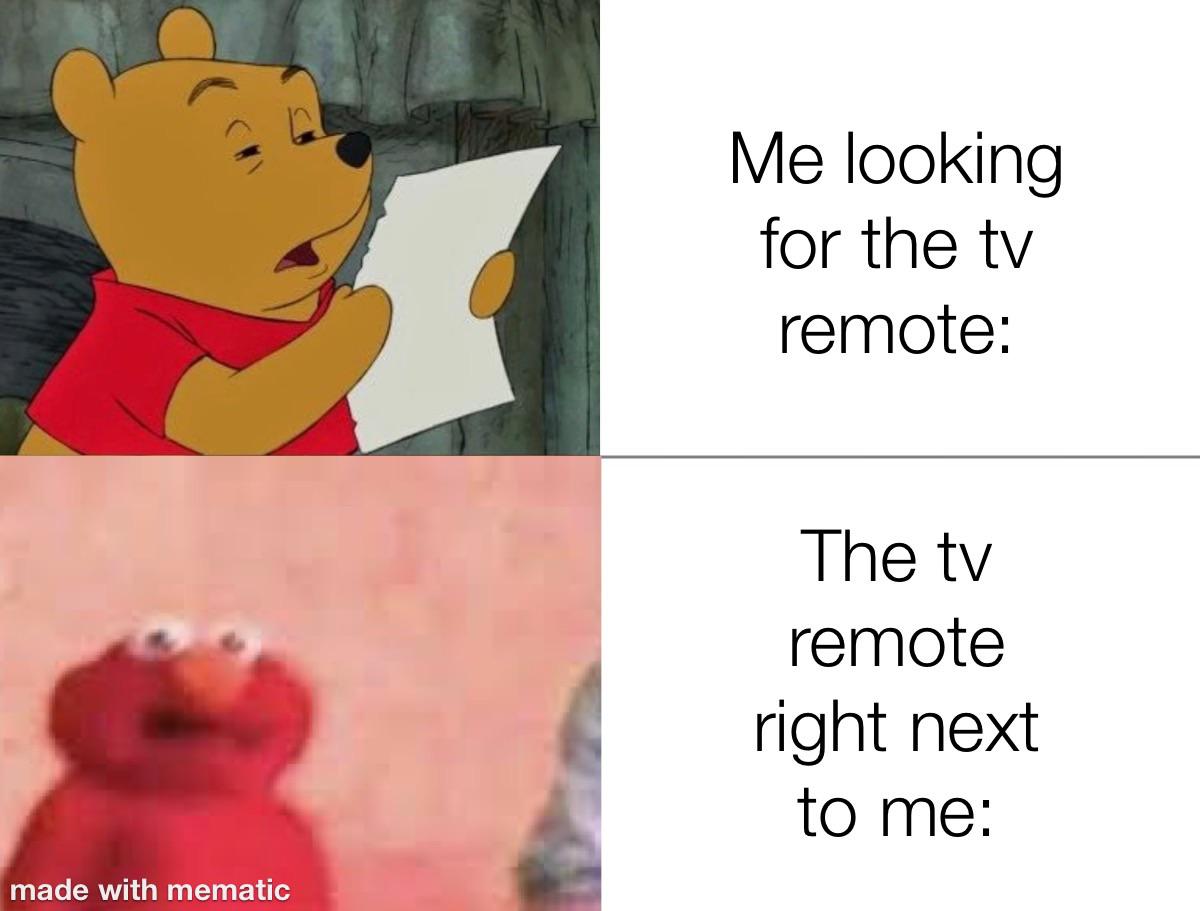 Me looking
for the tv
remote:
The tv
remote
right next
to me:
made with mematic